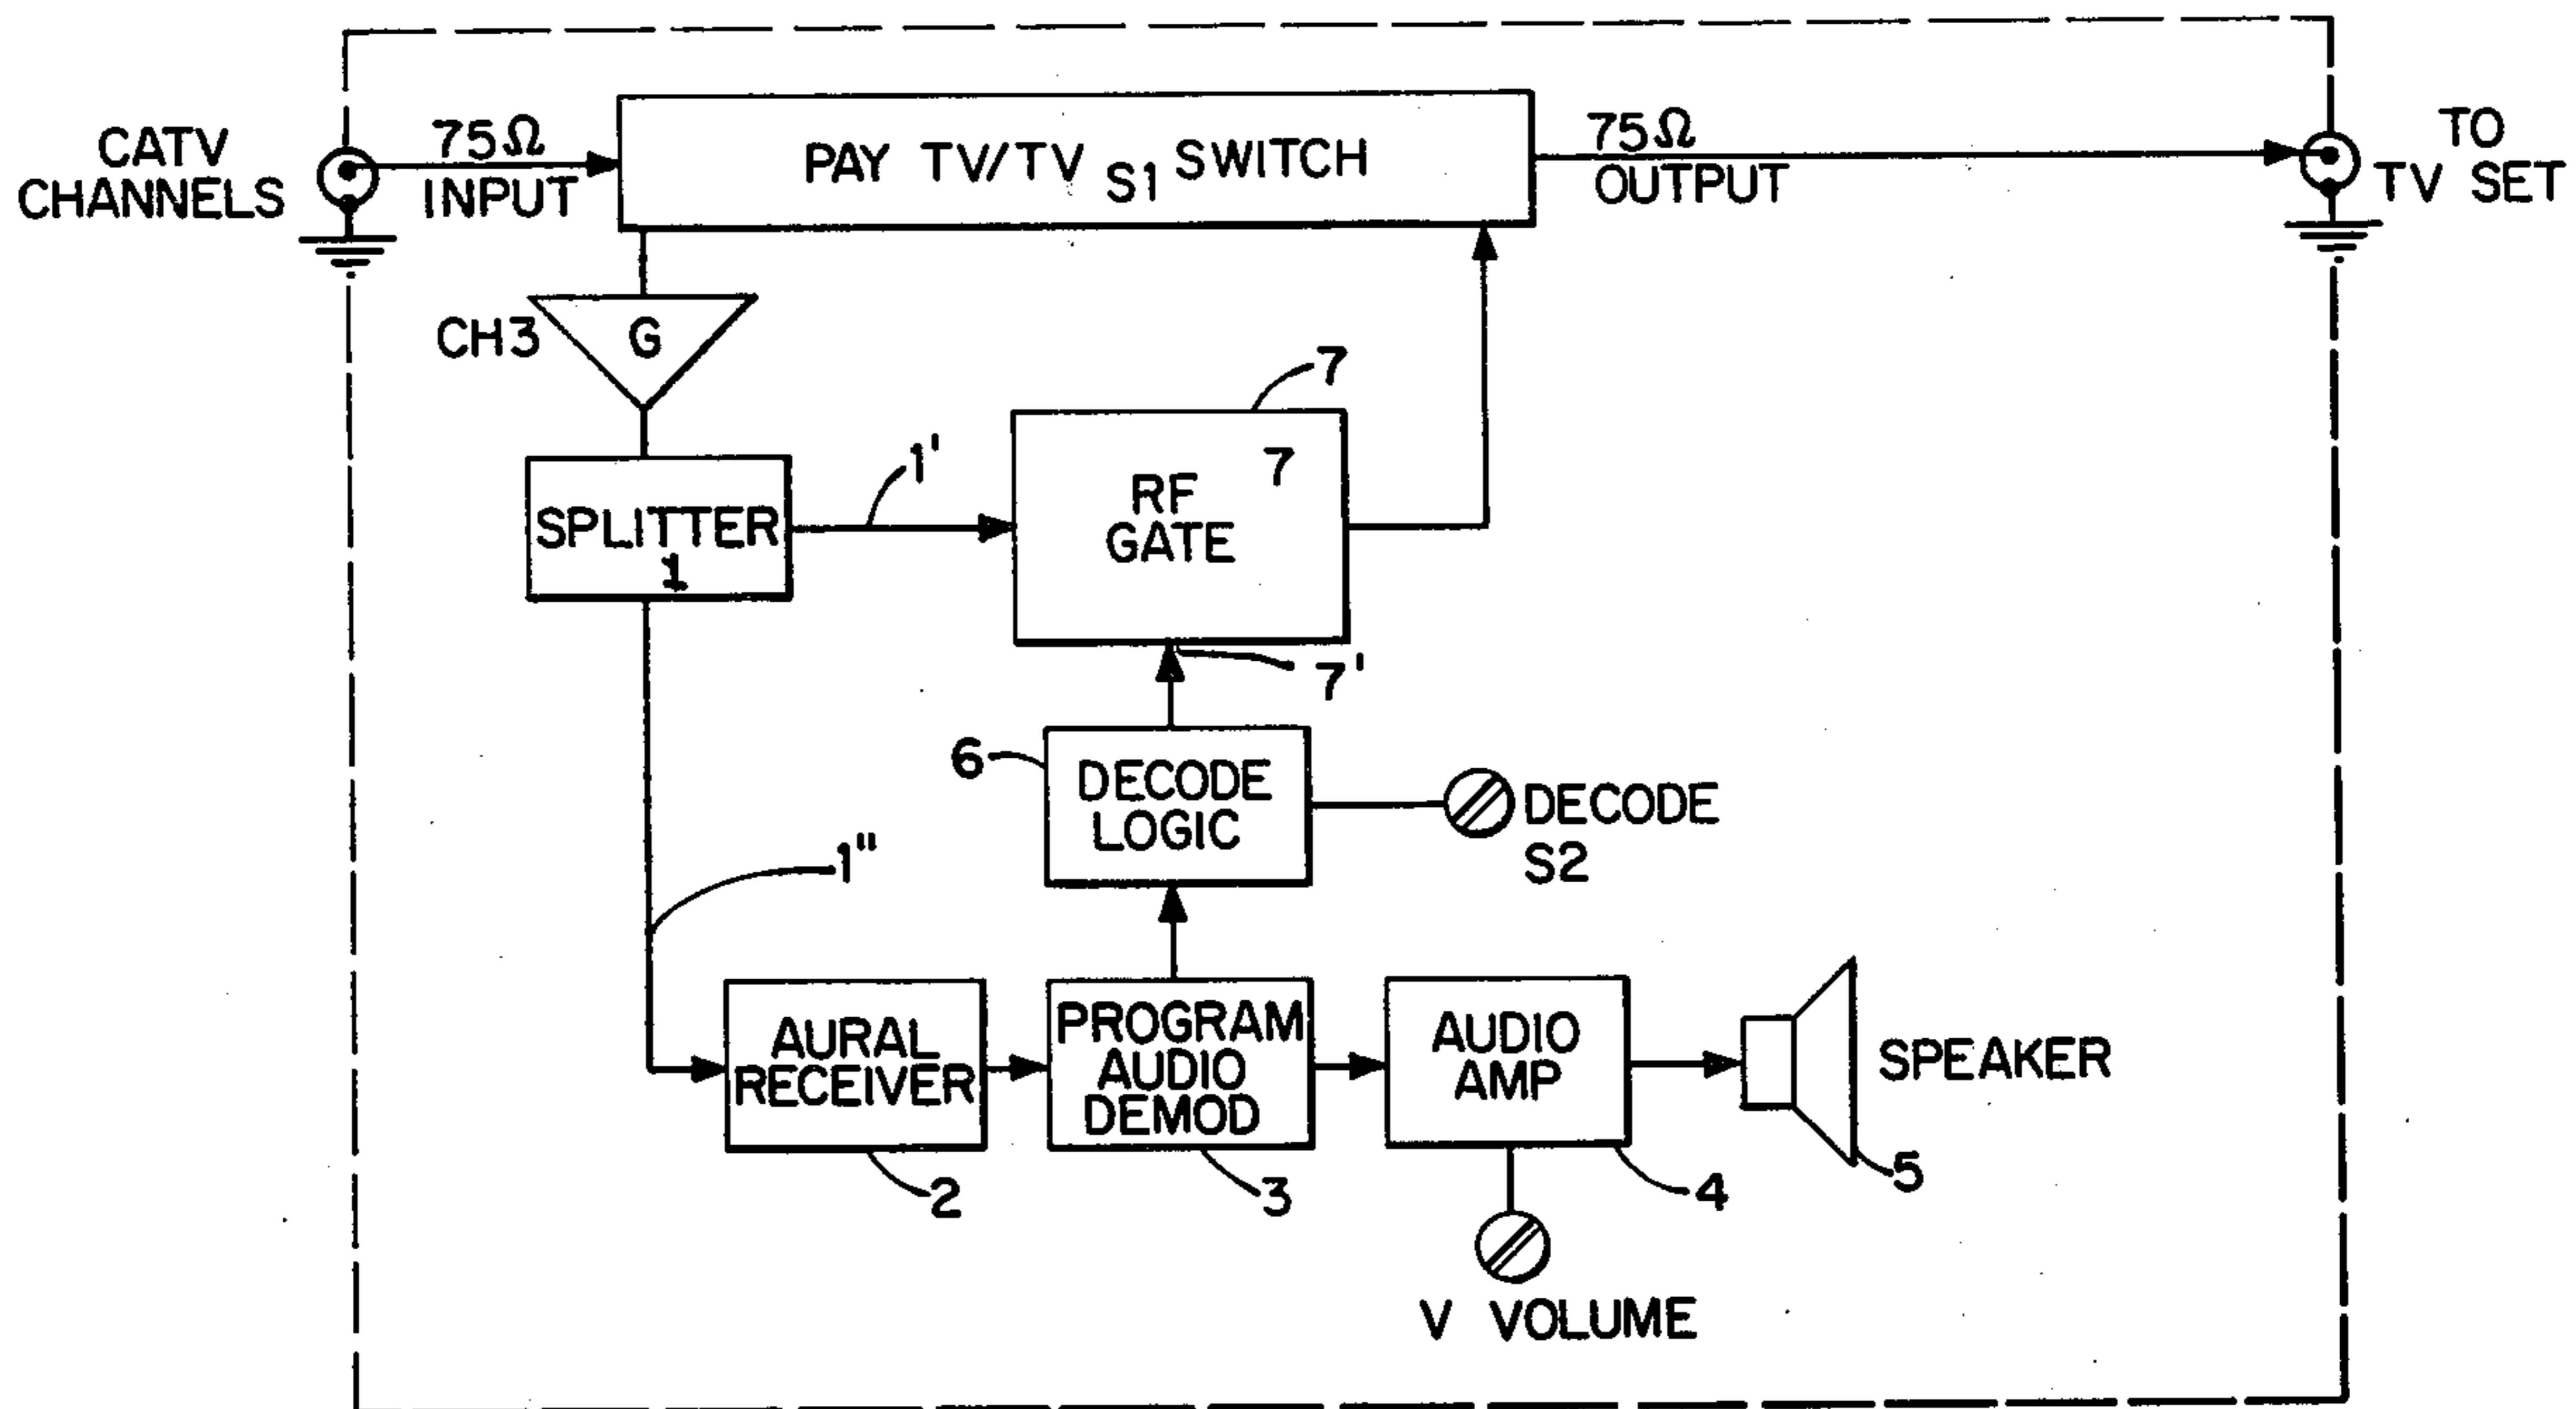 CATV
CHANNELS
75Ω
INPUT
PAY TV/TV S1 SWITCH
75Ω
OUTPUT
TO
TV SET
CH3
G
7
SPLITTER
1
1'
RF
GATE
7
7'
6
DECODE
LOGIC
DECODE
S2
1"
AURAL
RECEIVER
2
PROGRAM
AUDIO
DEMOD
3
AUDIO
AMP
4
SPEAKER
5
V VOLUME